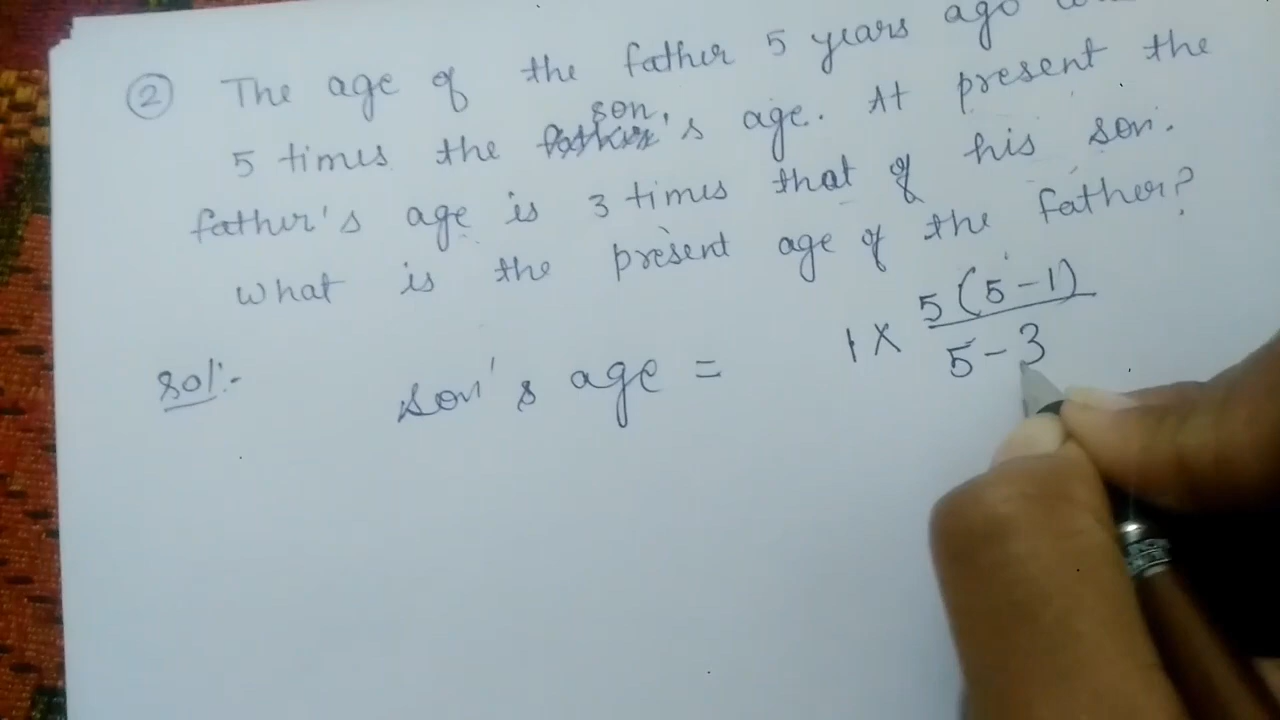 ② The age of the father 5 years ago
5 times the son's age. At present the
father's age is 3 times that of his son.
What is the present age of the father?
Sol:- Son's age = 1 × 5(5-1)
5-3